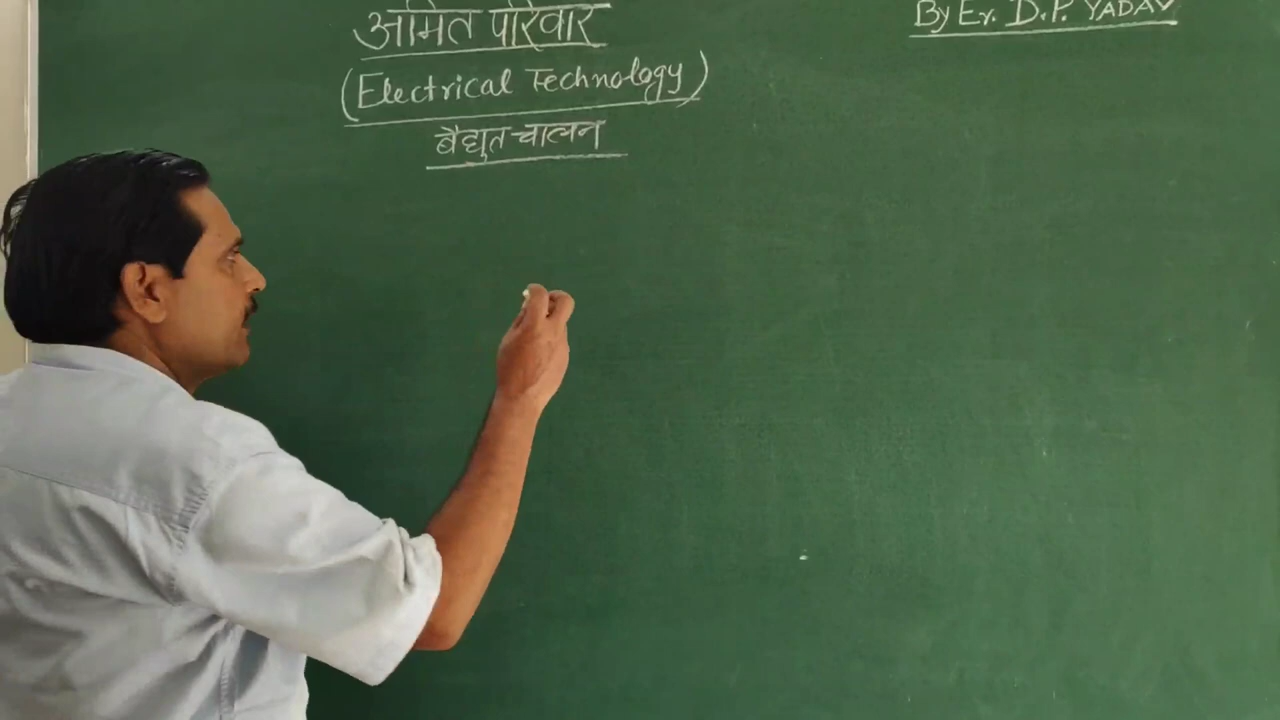 अमित परिवार
By Er. D.P. YADAV
(Electrical Technology)
बैद्युत-चालन